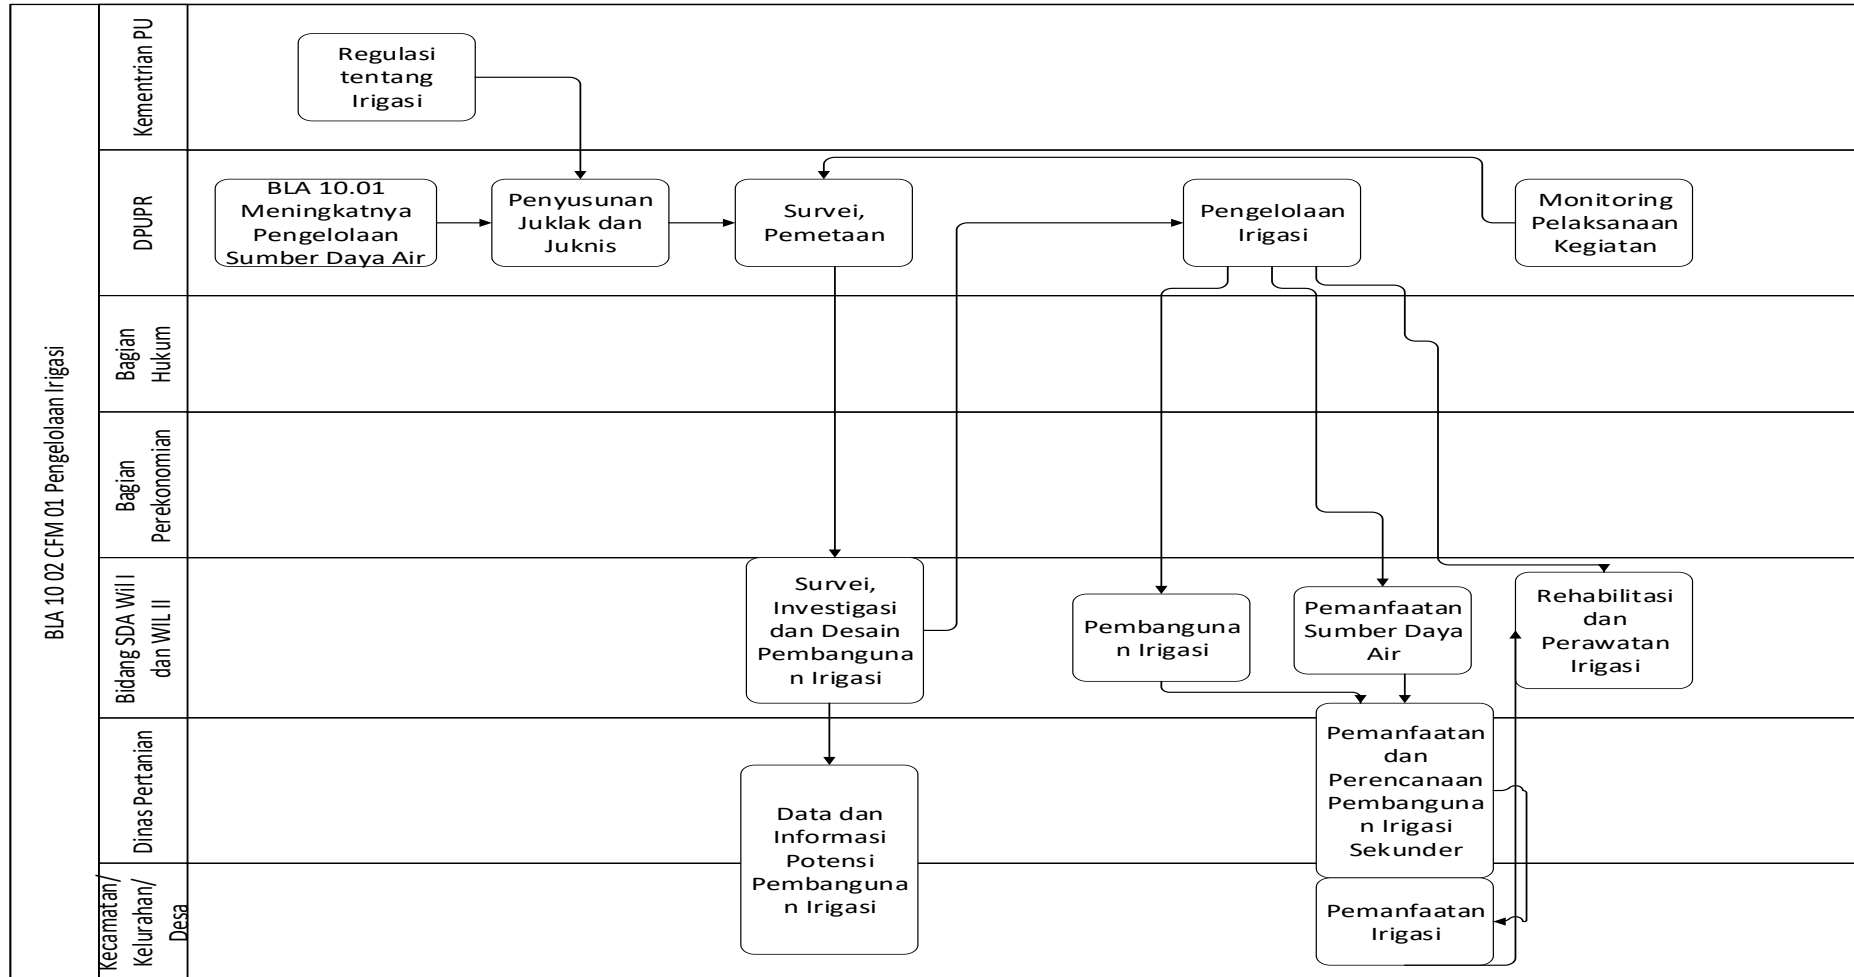 BLA 10 02 CFM 01 Pengelolaan Irigasi
Kementrian PU
Regulasi
tentang
Irigasi
DPUPR
BLA 10.01
Meningkatnya
Pengelolaan
Sumber Daya Air
Penyusunan
Juklak dan
Juknis
Survei,
Pemetaan
Pengelolaan
Irigasi
Monitoring
Pelaksanaan
Kegiatan
Bagian
Hukum
Bagian
Perekonomian
Bidang SDA Wil I
dan WIL II
Survei,
Investigasi
dan Desain
Pembanguna
n Irigasi
Pembanguna
n Irigasi
Pemanfaatan
Sumber Daya
Air
Rehabilitasi
dan
Perawatan
Irigasi
Dinas Pertanian
Data dan
Informasi
Potensi
Pembanguna
n Irigasi
Pemanfaatan
dan
Perencanaan
Pembanguna
n Irigasi
Sekunder
Kecamatan/
Kelurahan/
Desa
Pemanfaatan
Irigasi